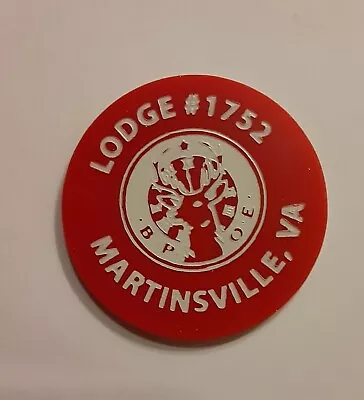 LODGE #1752
B P O E
MARTINSVILLE, VA